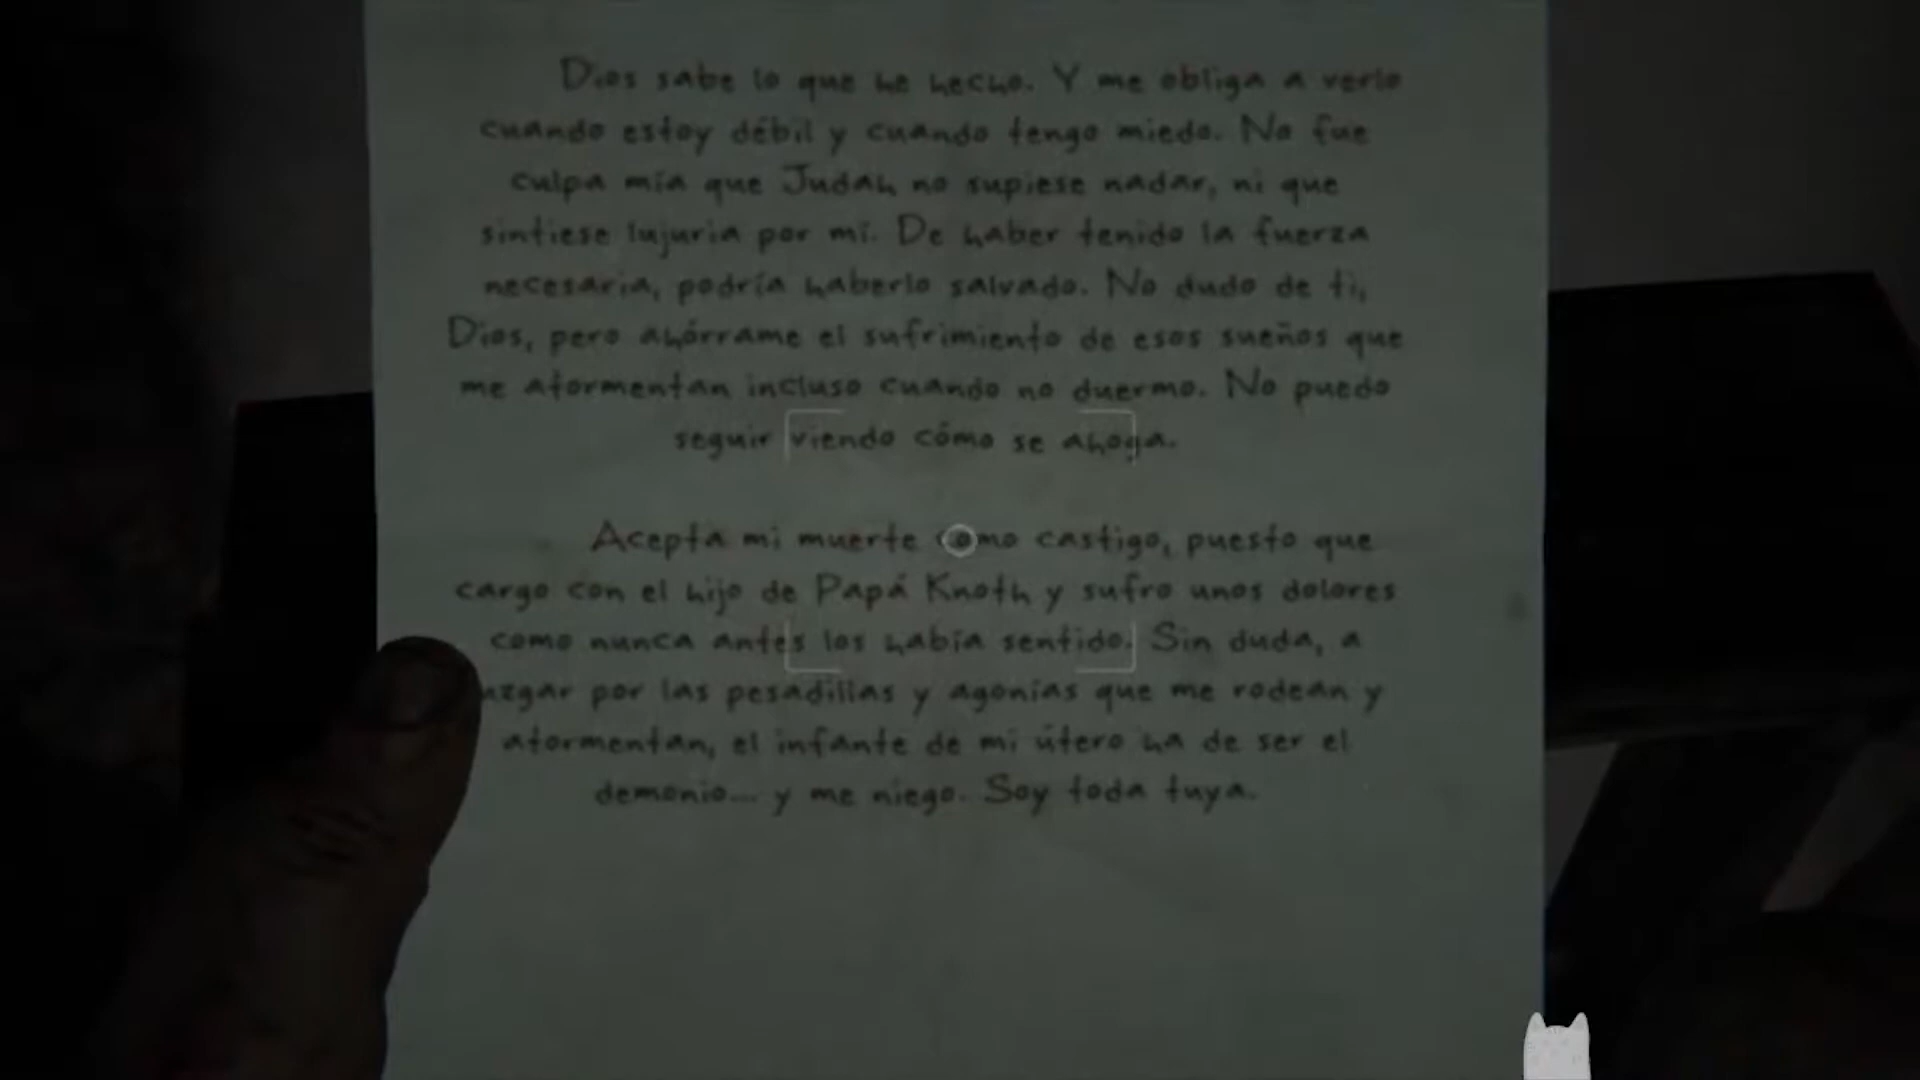 Dios sabe lo que he hecho. Y me obliga a verlo
cuando estoy débil y cuando tengo miedo. No fue
culpa mía que Judah no supiese nadar, ni que
sintiese lujuria por mí. De haber tenido la fuerza
necesaria, podría haberlo salvado. No dudo de ti,
Dios, pero ahórrame el sufrimiento de esos sueños que
me atormentan incluso cuando no duermo. No puedo
seguir viendo cómo se ahoga.
Acepta mi muerte como castigo, puesto que
cargo con el hijo de Papá Knoth y sufro unos dolores
como nunca antes los había sentido. Sin duda, a
uzgar por las pesadillas y agonías que me rodean y
atormentan, el infante de mi útero ha de ser el
demonio... y me niego. Soy toda tuya.